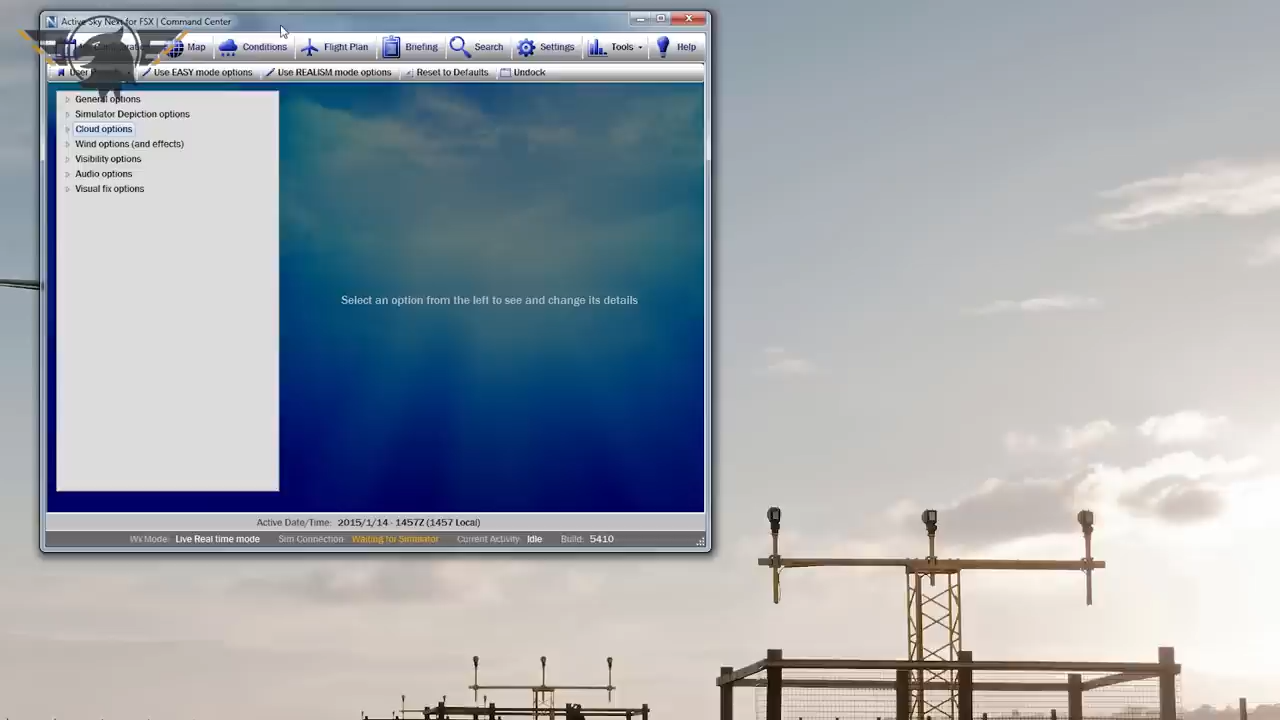 Active Sky Next for FSX | Command Center
Map Conditions Flight Plan Briefing Search Settings Tools Help
User Use EASY mode options Use REALISM mode options Reset to Defaults Undock
General options
Simulator Depiction options
Cloud options
Wind options (and effects)
Visibility options
Audio options
Visual fix options
Select an option from the left to see and change its details
Active Date/Time: 2015/1/14 - 1457Z (1457 Local)
Wx Mode: Live Real time mode Sim Connection: Waiting for Simulator Current Activity: Idle Build: 5410